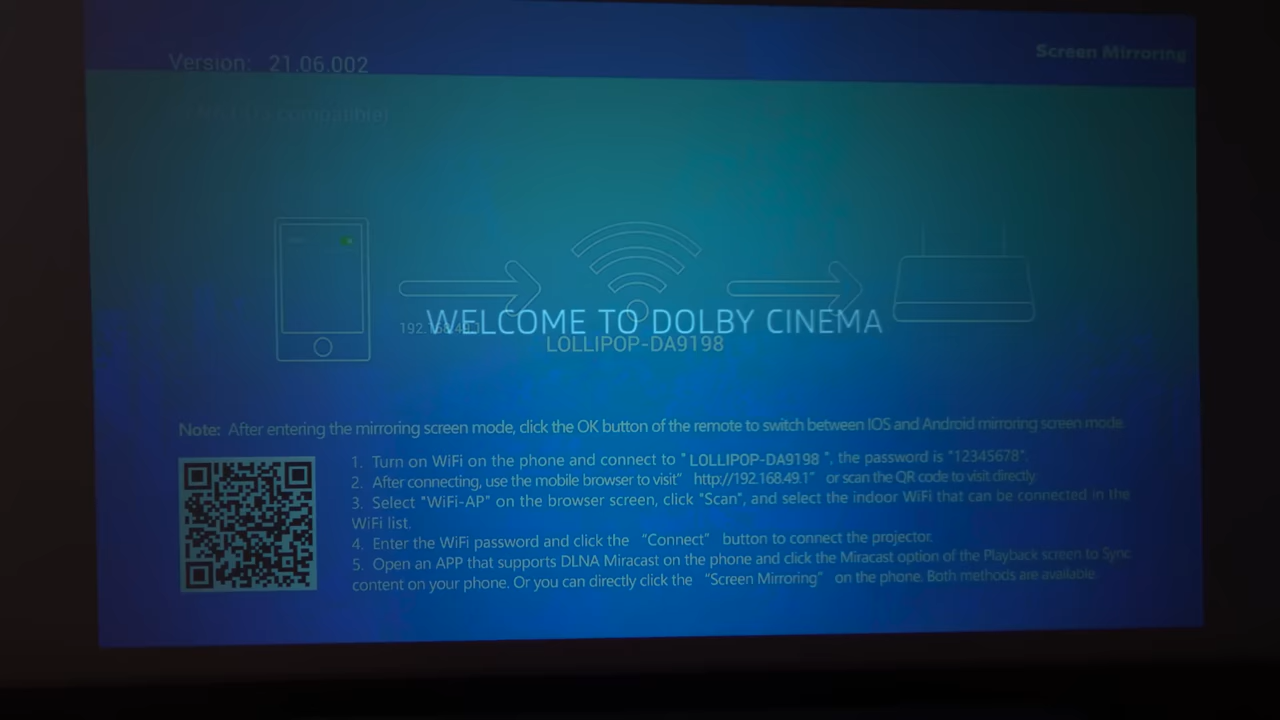 Screen Mirroring
Version: 21.06.002
compatible)
WELCOME TO DOLBY CINEMA
LOLLIPOP-DA9198
Note: After entering the mirroring screen mode, click the OK button of the remote to switch between IOS and Android mirroring screen mode.
1. Turn on WiFi on the phone and connect to "LOLLIPOP-DA9198", the password is "12345678".
2. After connecting, use the mobile browser to visit" http://192.168.49.1" or scan the QR code to visit directly.
3. Select "WiFi-AP" on the browser screen, click "Scan", and select the indoor WiFi that can be connected in the
WiFi list.
4. Enter the WiFi password and click the “Connect” button to connect the projector.
5. Open an APP that supports DLNA Miracast on the phone and click the Miracast option of the Playback screen to Sync
content on your phone. Or you can directly click the “Screen Mirroring” on the phone. Both methods are available.